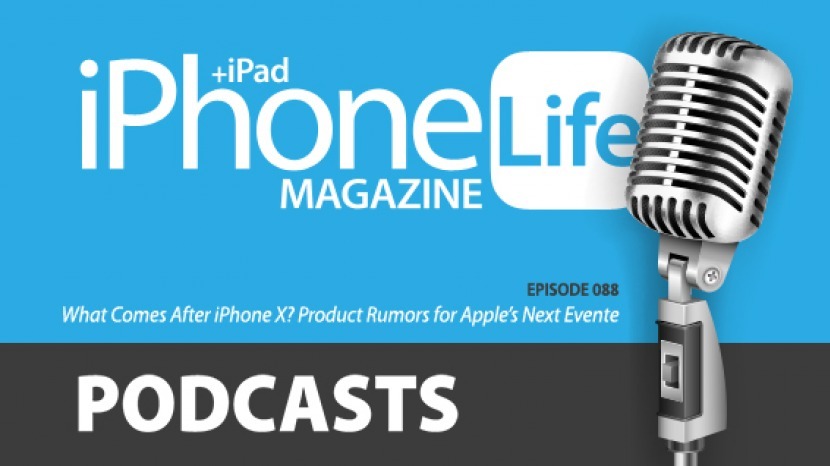 +iPad
iPhone Life
MAGAZINE
EPISODE 088
What Comes After iPhone X? Product Rumors for Apple's Next Evente
PODCASTS